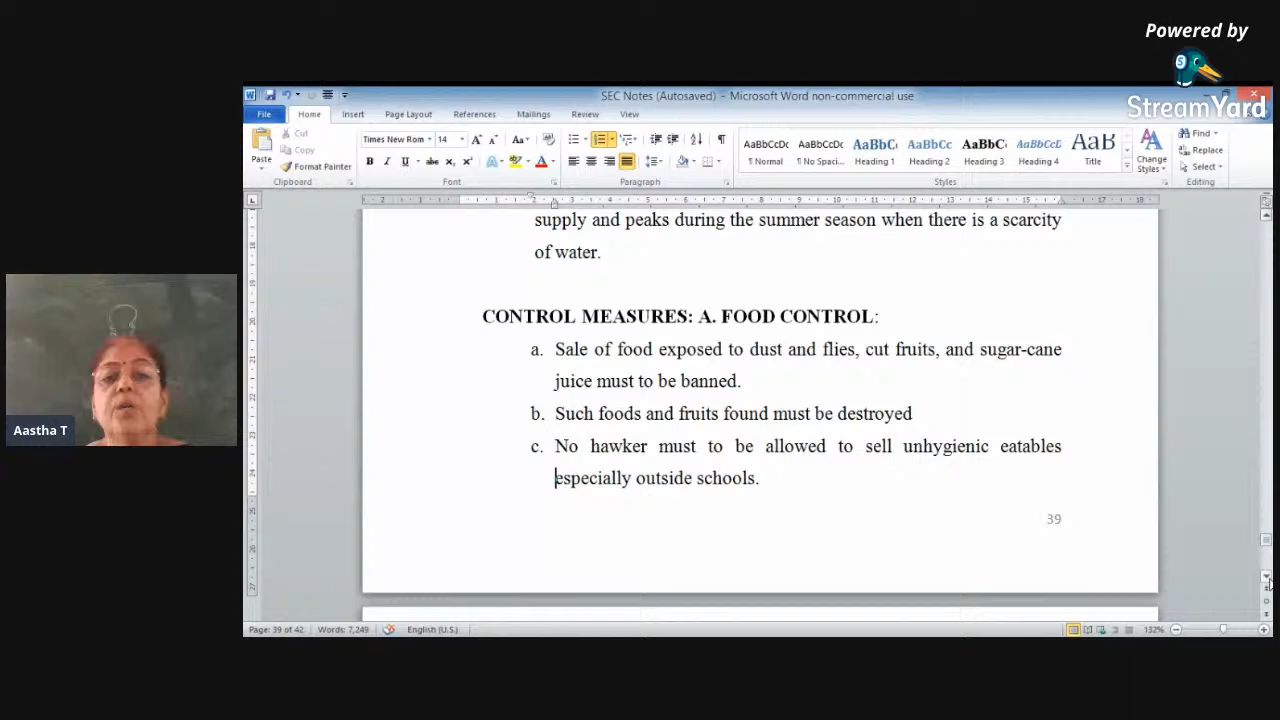 Powered by
StreamYard
SEC Notes (Autosaved) - Microsoft Word non-commercial use
File Home Insert Page Layout References Mailings Review View
Cut
Copy
Paste
Format Painter
Clipboard
Times New Rom 14
Font
Paragraph
AaBbCcDc AaBbCcDc AaBbC AaBbCc AaBbC AaBbCcD AaB
¶ Normal ¶ No Spaci... Heading 1 Heading 2 Heading 3 Heading 4 Title
Change
Styles
Styles
Find
Replace
Select
Editing
supply and peaks during the summer season when there is a scarcity
of water.
CONTROL MEASURES: A. FOOD CONTROL:
a. Sale of food exposed to dust and flies, cut fruits, and sugar-cane
juice must to be banned.
b. Such foods and fruits found must be destroyed
c. No hawker must to be allowed to sell unhygienic eatables
especially outside schools.
39
Aastha T
Page: 39 of 42 Words: 7,249 English (U.S.) 132%